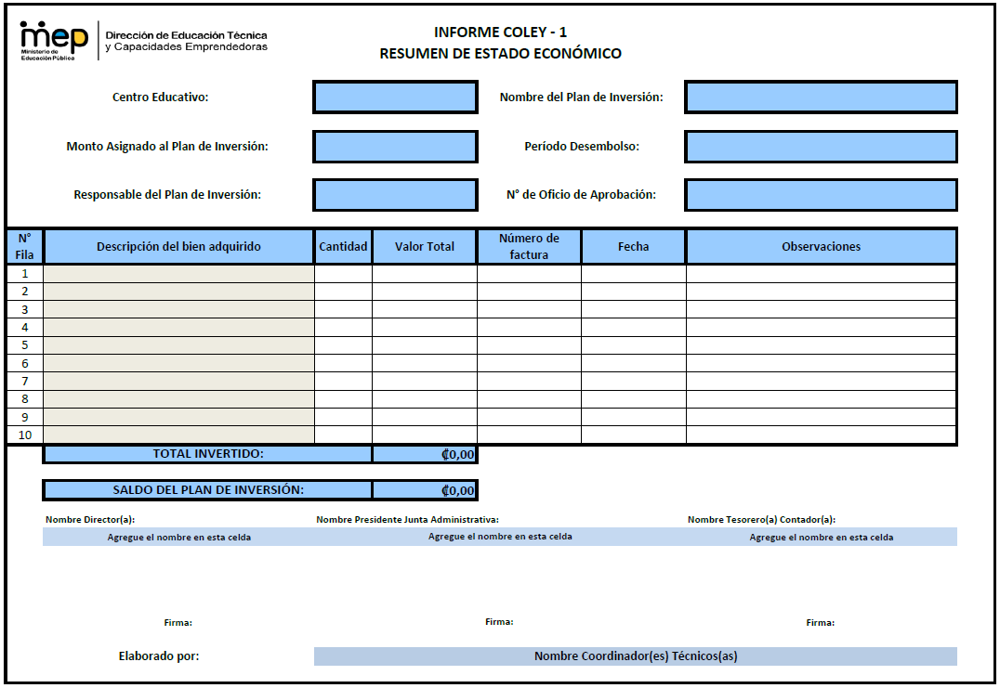 mep
Ministerio de
Educación Pública
Dirección de Educación Técnica
y Capacidades Emprendedoras
INFORME COLEY - 1
RESUMEN DE ESTADO ECONÓMICO
Centro Educativo:
Nombre del Plan de Inversión:
Monto Asignado al Plan de Inversión:
Período Desembolso:
Responsable del Plan de Inversión:
N° de Oficio de Aprobación:
N° Fila
Descripción del bien adquirido
Cantidad
Valor Total
Número de factura
Fecha
Observaciones
1
2
3
4
5
6
7
8
9
10
TOTAL INVERTIDO: ₡0,00
SALDO DEL PLAN DE INVERSIÓN: ₡0,00
Nombre Director(a):
Nombre Presidente Junta Administrativa:
Nombre Tesorero(a) Contador(a):
Agregue el nombre en esta celda
Agregue el nombre en esta celda
Agregue el nombre en esta celda
Firma:
Firma:
Firma:
Elaborado por:
Nombre Coordinador(es) Técnicos(as)